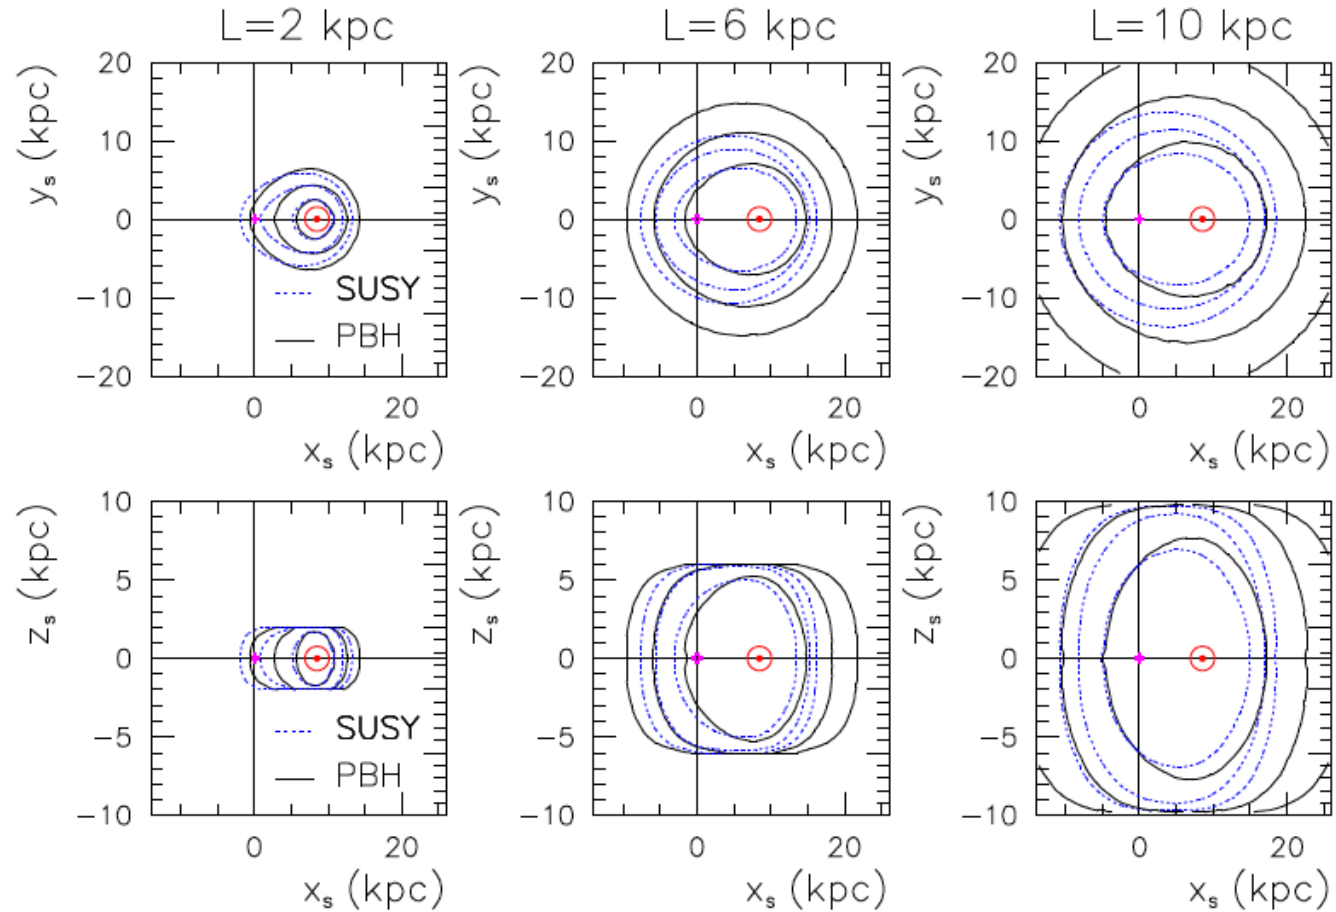 L=2 kpc L=6 kpc L=10 kpc
20 20 20
yₛ (kpc) yₛ (kpc) yₛ (kpc)
10 10 10
0 0 0
−10 −10 −10
SUSY
PBH
−20 −20 −20
0 20 0 20 0 20
xₛ (kpc) xₛ (kpc) xₛ (kpc)
10 10 10
zₛ (kpc) zₛ (kpc) zₛ (kpc)
5 5 5
0 0 0
−5 −5 −5
SUSY
PBH
−10 −10 −10
0 20 0 20 0 20
xₛ (kpc) xₛ (kpc) xₛ (kpc)